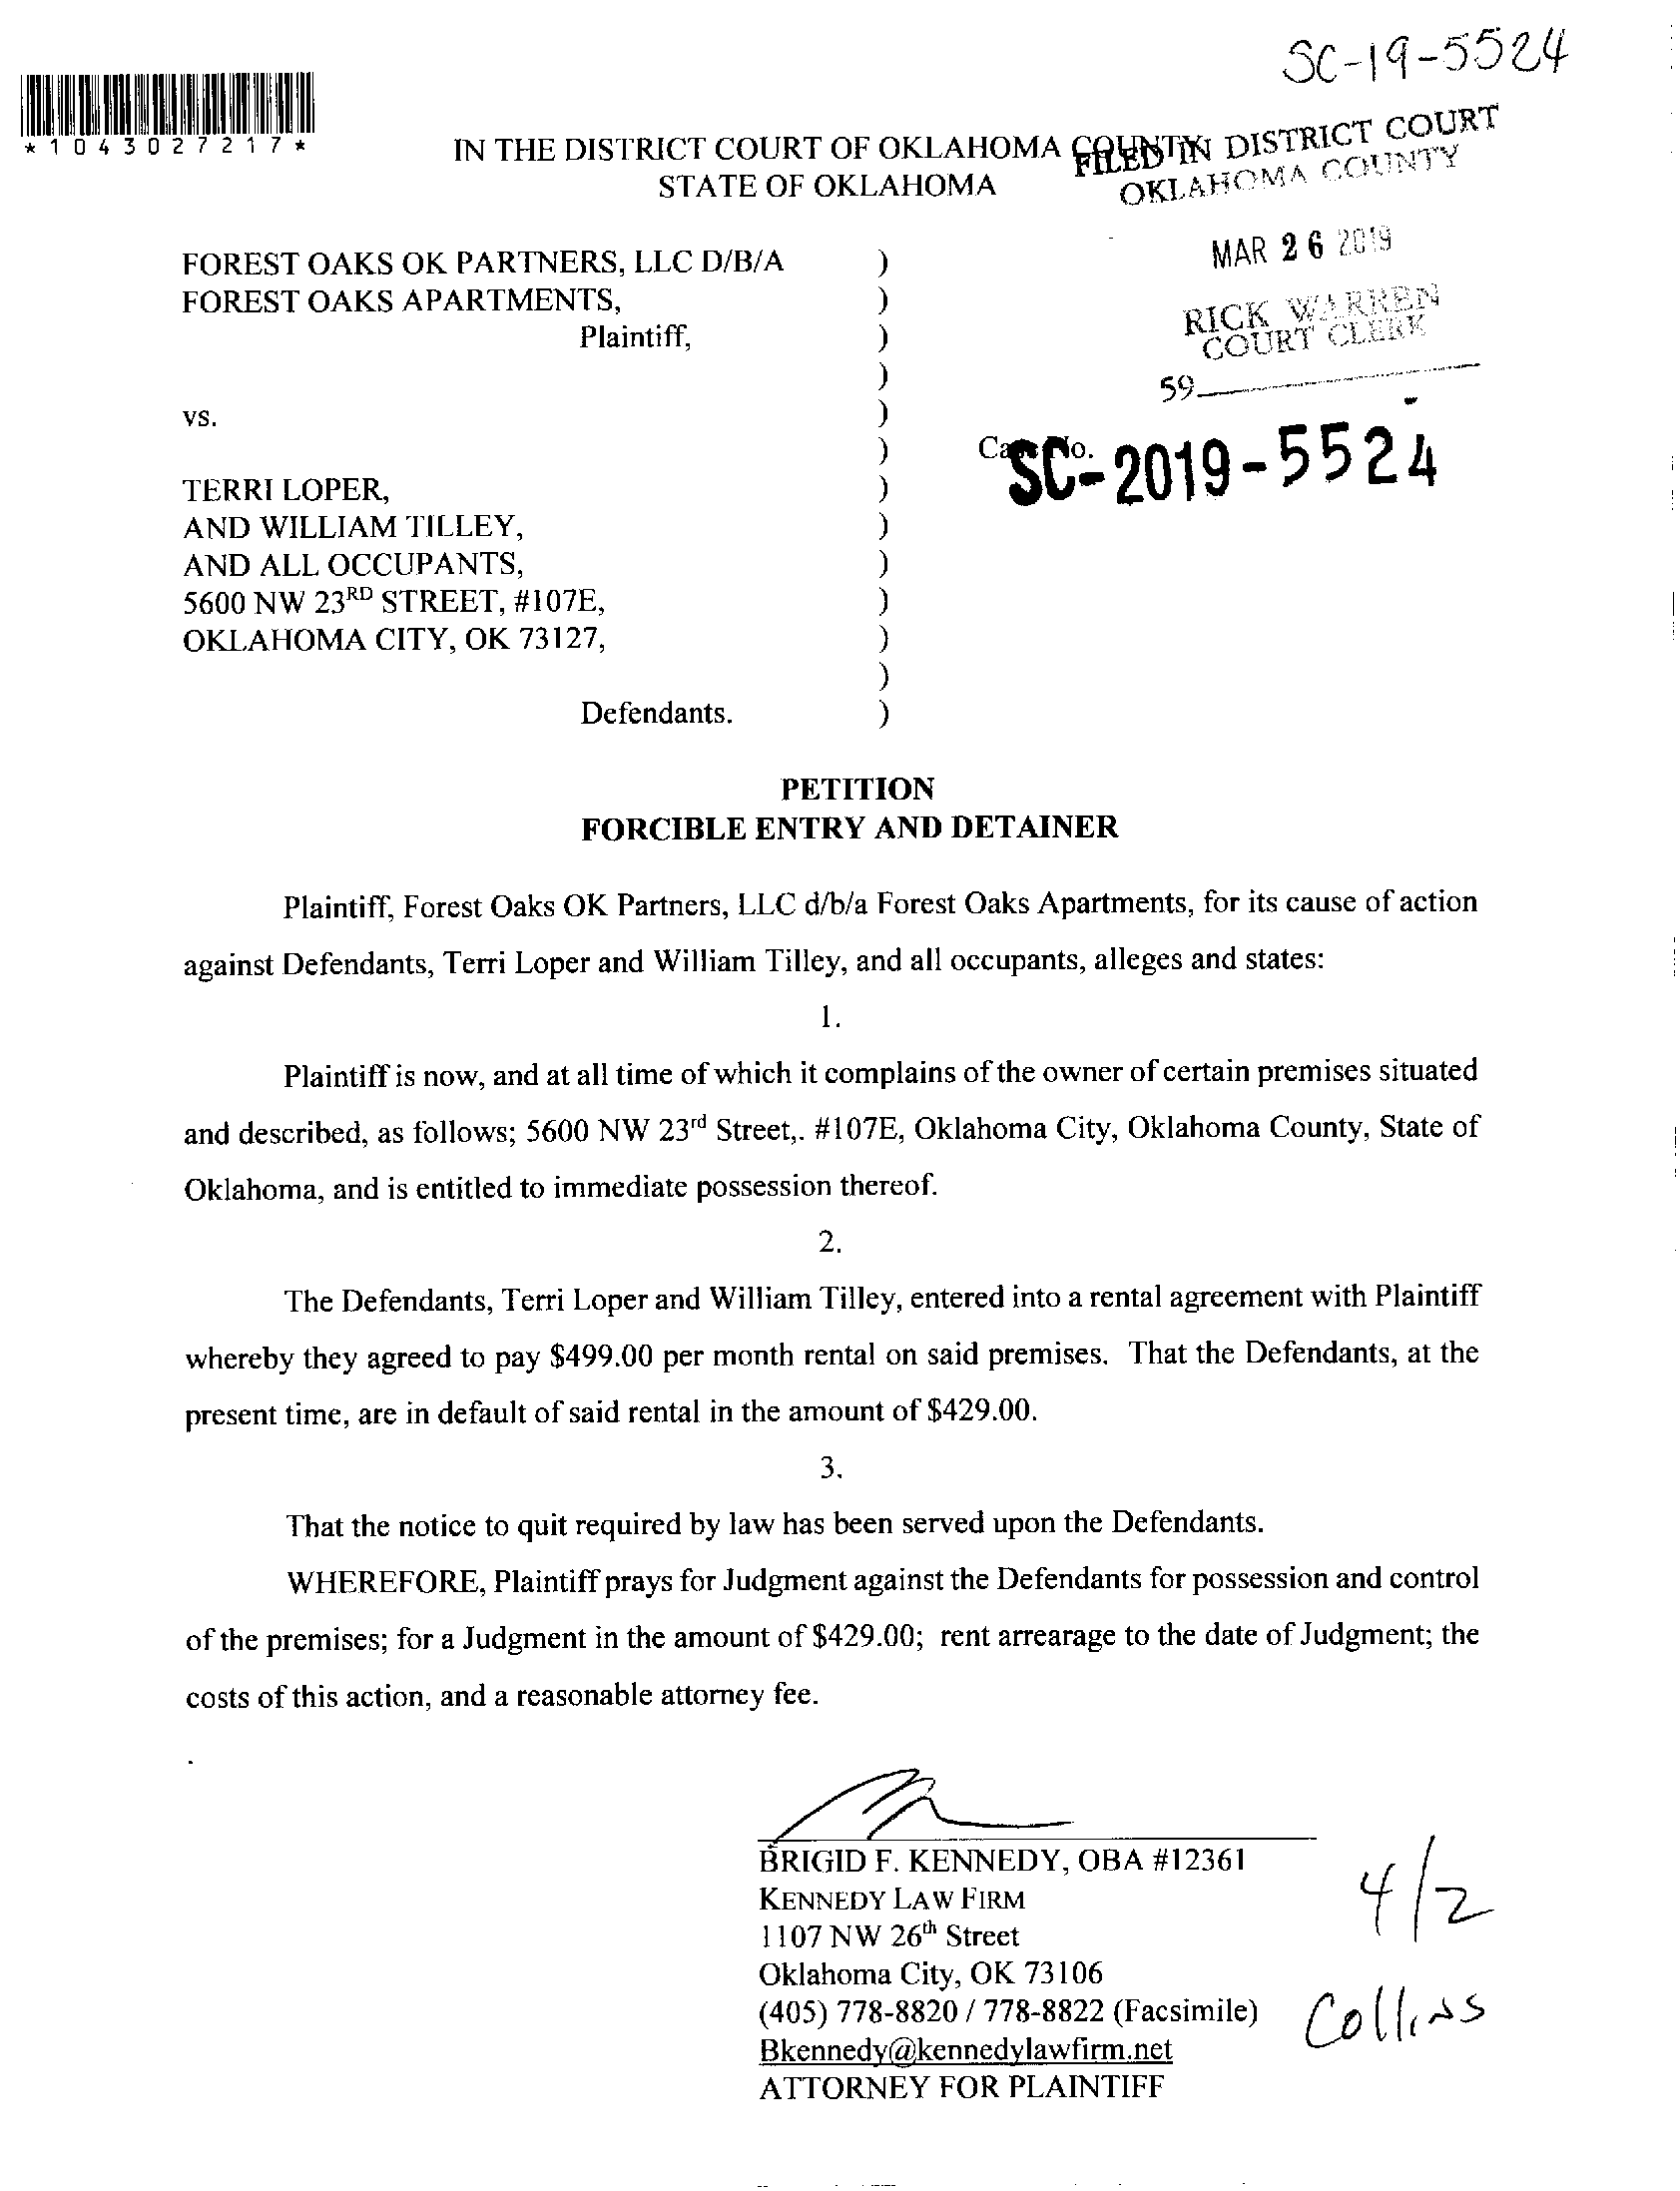 SC-19-5524
*1043027217*
IN THE DISTRICT COURT OF OKLAHOMA COUNTY
STATE OF OKLAHOMA
FILED IN DISTRICT COURT
OKLAHOMA COUNTY
MAR 26 2019
RICK WARREN
COURT CLERK
59
FOREST OAKS OK PARTNERS, LLC D/B/A )
FOREST OAKS APARTMENTS, )
Plaintiff, )
)
vs. )
) Case No.
SC-2019-5524
TERRI LOPER, )
AND WILLIAM TILLEY, )
AND ALL OCCUPANTS, )
5600 NW 23RD STREET, #107E, )
OKLAHOMA CITY, OK 73127, )
)
Defendants. )
PETITION
FORCIBLE ENTRY AND DETAINER
Plaintiff, Forest Oaks OK Partners, LLC d/b/a Forest Oaks Apartments, for its cause of action
against Defendants, Terri Loper and William Tilley, and all occupants, alleges and states:
1.
Plaintiff is now, and at all time of which it complains of the owner of certain premises situated
and described, as follows; 5600 NW 23rd Street,. #107E, Oklahoma City, Oklahoma County, State of
Oklahoma, and is entitled to immediate possession thereof.
2.
The Defendants, Terri Loper and William Tilley, entered into a rental agreement with Plaintiff
whereby they agreed to pay $499.00 per month rental on said premises. That the Defendants, at the
present time, are in default of said rental in the amount of $429.00.
3.
That the notice to quit required by law has been served upon the Defendants.
WHEREFORE, Plaintiff prays for Judgment against the Defendants for possession and control
of the premises; for a Judgment in the amount of $429.00; rent arrearage to the date of Judgment; the
costs of this action, and a reasonable attorney fee.
BRIGID F. KENNEDY, OBA #12361
KENNEDY LAW FIRM
1107 NW 26th Street
Oklahoma City, OK 73106
(405) 778-8820 / 778-8822 (Facsimile)
Bkennedy@kennedylawfirm.net
ATTORNEY FOR PLAINTIFF
4/2
Collins